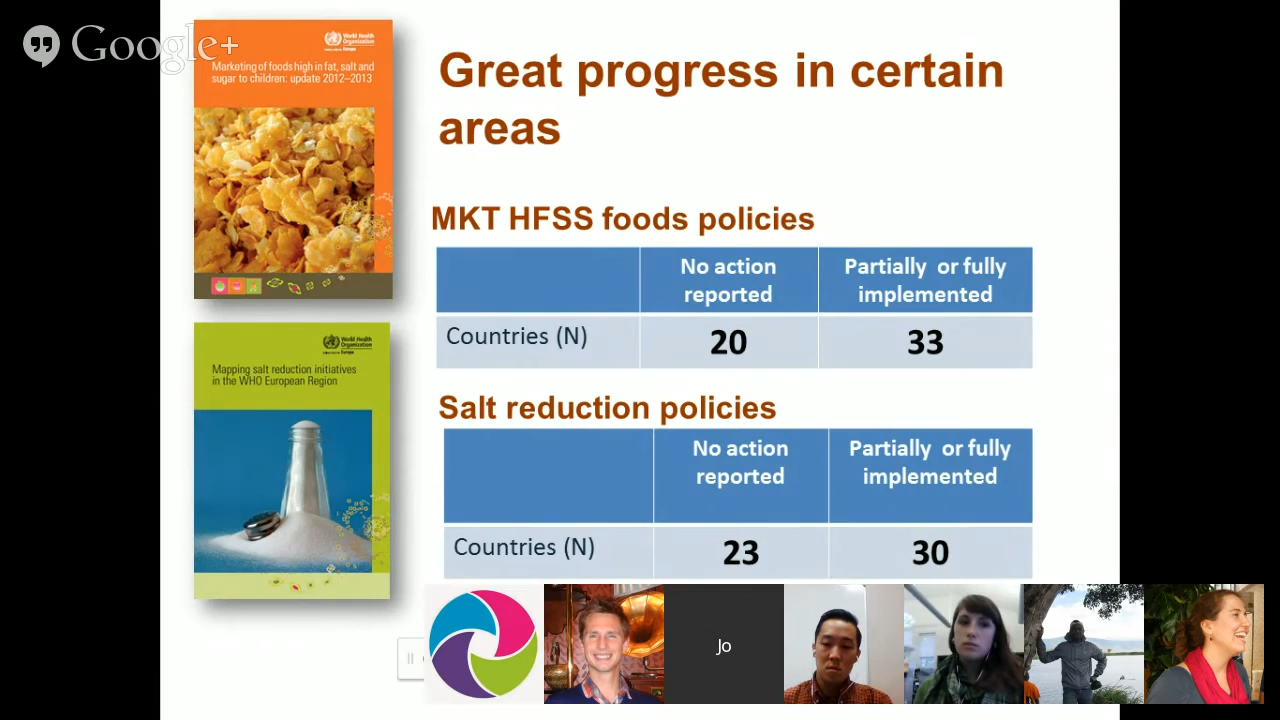 Google+
World Health
Organization
Europe
Marketing of foods high in fat, salt and
sugar to children: update 2012–2013
Great progress in certain
areas
MKT HFSS foods policies
No action
reported
Partially or fully
implemented
Countries (N)
20
33
World Health
Organization
Europe
Mapping salt reduction initiatives
in the WHO European Region
Salt reduction policies
No action
reported
Partially or fully
implemented
Countries (N)
23
30
Jo